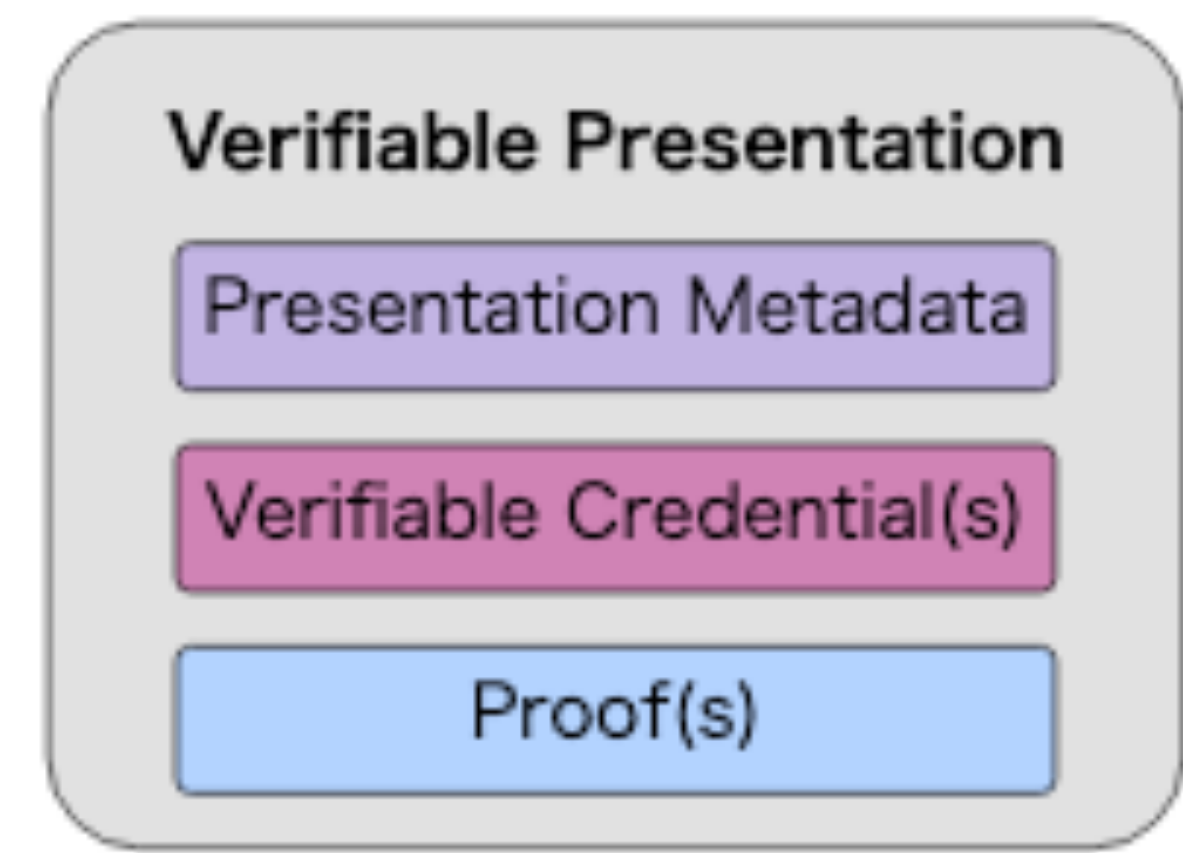 Verifiable Presentation
Presentation Metadata
Verifiable Credential(s)
Proof(s)